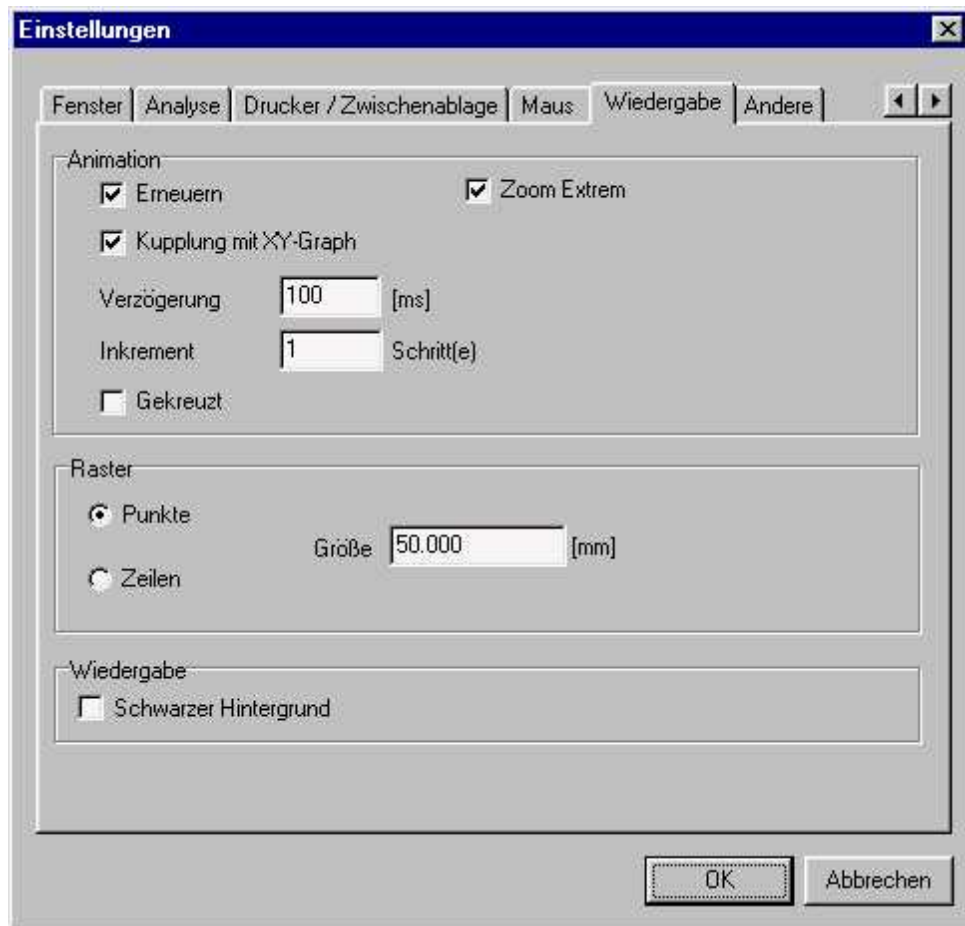 Einstellungen
Fenster Analyse Drucker / Zwischenablage Maus Wiedergabe Andere
Animation
Erneuern Zoom Extrem
Kupplung mit XY-Graph
Verzögerung 100 [ms]
Inkrement 1 Schritt(e)
Gekreuzt
Raster
Punkte
Größe 50.000 [mm]
Zeilen
Wiedergabe
Schwarzer Hintergrund
OK Abbrechen